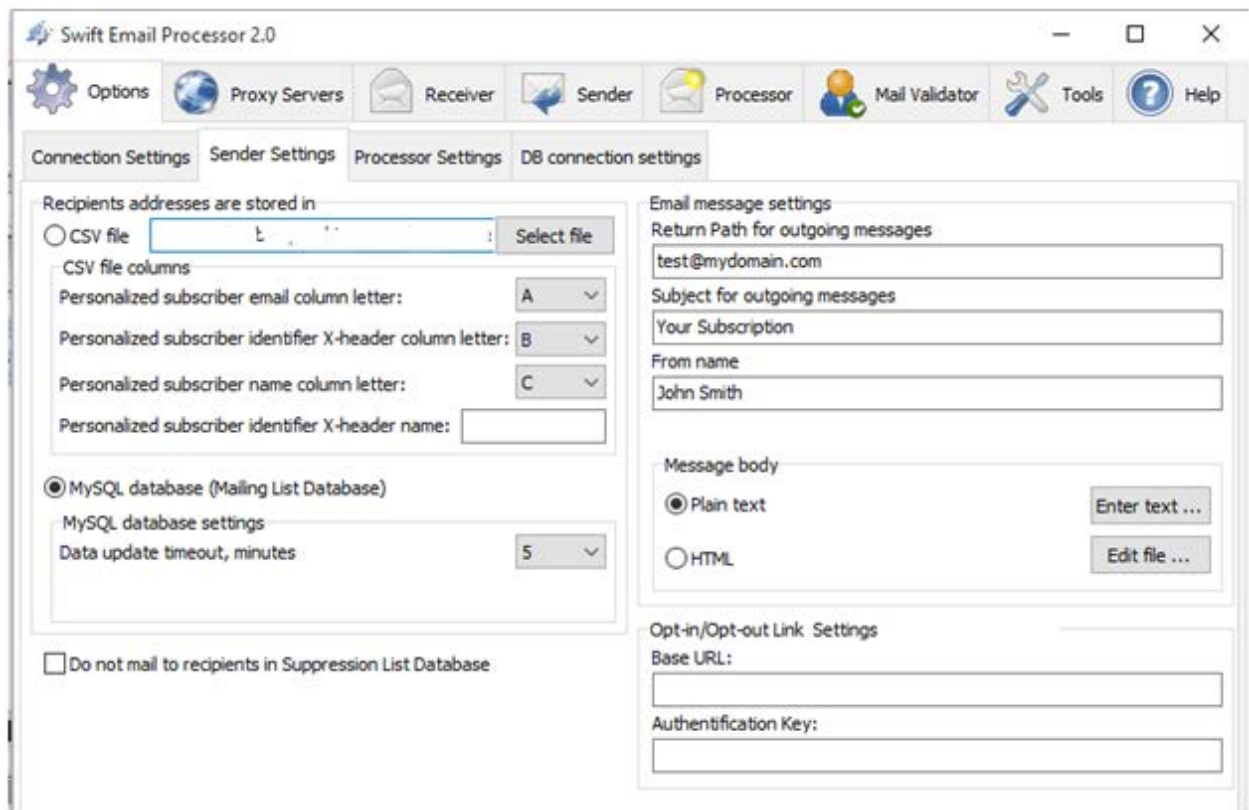 Swift Email Processor 2.0
Options Proxy Servers Receiver Sender Processor Mail Validator Tools Help
Connection Settings Sender Settings Processor Settings DB connection settings
Recipients addresses are stored in
CSV file Select file
CSV file columns
Personalized subscriber email column letter: A
Personalized subscriber identifier X-header column letter: B
Personalized subscriber name column letter: C
Personalized subscriber identifier X-header name:
MySQL database (Mailing List Database)
MySQL database settings
Data update timeout, minutes 5
Do not mail to recipients in Suppression List Database
Email message settings
Return Path for outgoing messages
test@mydomain.com
Subject for outgoing messages
Your Subscription
From name
John Smith
Message body
Plain text Enter text ...
HTML Edit file ...
Opt-in/Opt-out Link Settings
Base URL:
Authentification Key: